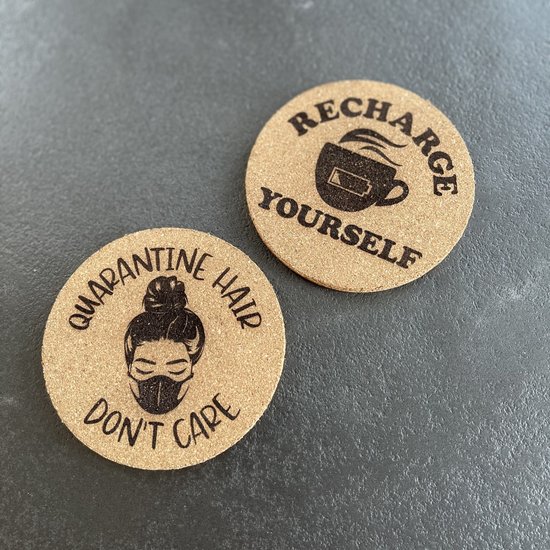 RECHARGE
YOURSELF
QUARANTINE HAIR
DON'T CARE